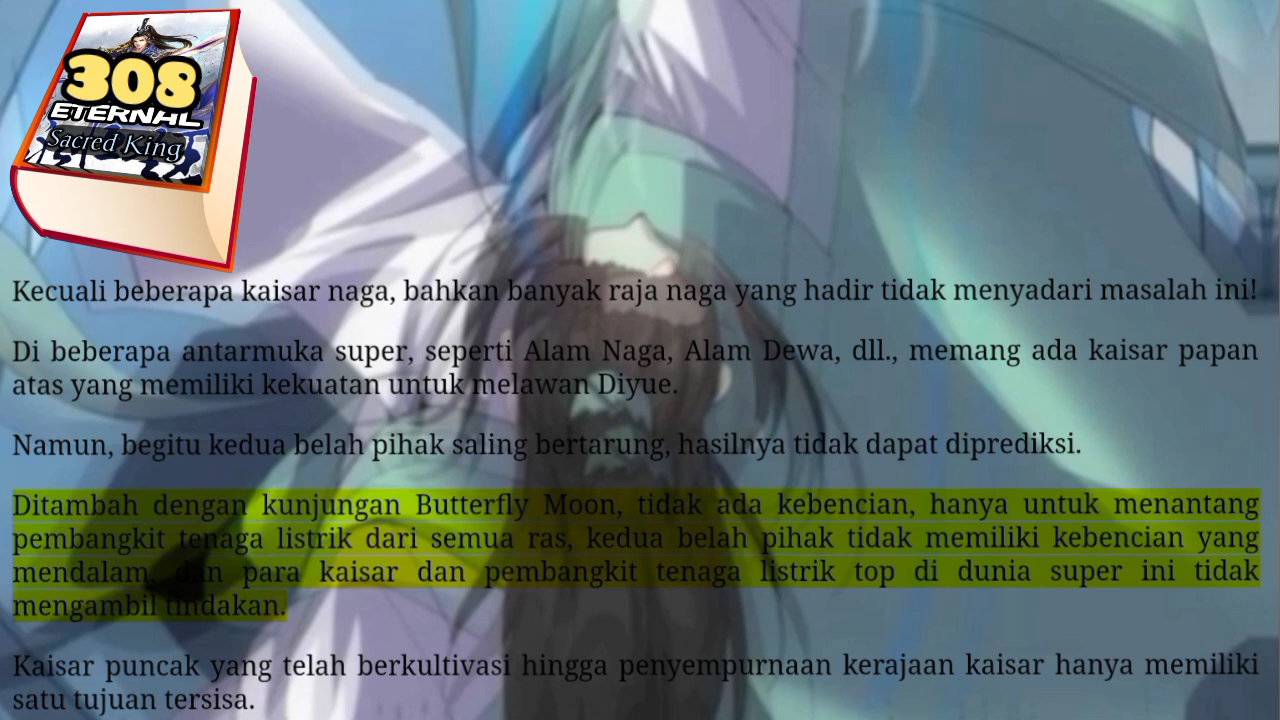 308
ETERNAL
Sacred King
Kecuali beberapa kaisar naga, bahkan banyak raja naga yang hadir tidak menyadari masalah ini!
Di beberapa antarmuka super, seperti Alam Naga, Alam Dewa, dll., memang ada kaisar papan
atas yang memiliki kekuatan untuk melawan Diyue.
Namun, begitu kedua belah pihak saling bertarung, hasilnya tidak dapat diprediksi.
Ditambah dengan kunjungan Butterfly Moon, tidak ada kebencian, hanya untuk menantang
pembangkit tenaga listrik dari semua ras, kedua belah pihak tidak memiliki kebencian yang
mendalam, dan para kaisar dan pembangkit tenaga listrik top di dunia super ini tidak
mengambil tindakan.
Kaisar puncak yang telah berkultivasi hingga penyempurnaan kerajaan kaisar hanya memiliki
satu tujuan tersisa.